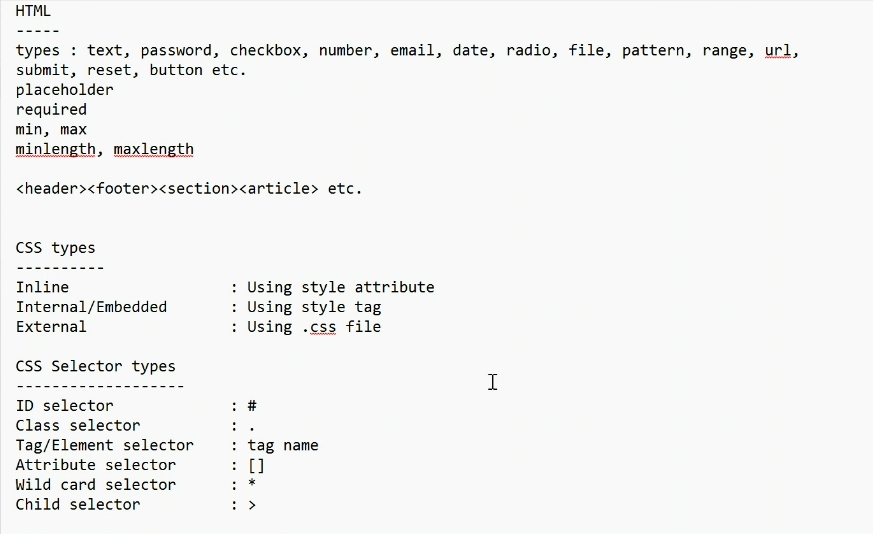 HTML
-----
types : text, password, checkbox, number, email, date, radio, file, pattern, range, url,
submit, reset, button etc.
placeholder
required
min, max
minlength, maxlength
<header><footer><section><article> etc.
CSS types
----------
Inline : Using style attribute
Internal/Embedded : Using style tag
External : Using .css file
CSS Selector types
-------------------
ID selector : #
Class selector : .
Tag/Element selector : tag name
Attribute selector : []
Wild card selector : *
Child selector : >